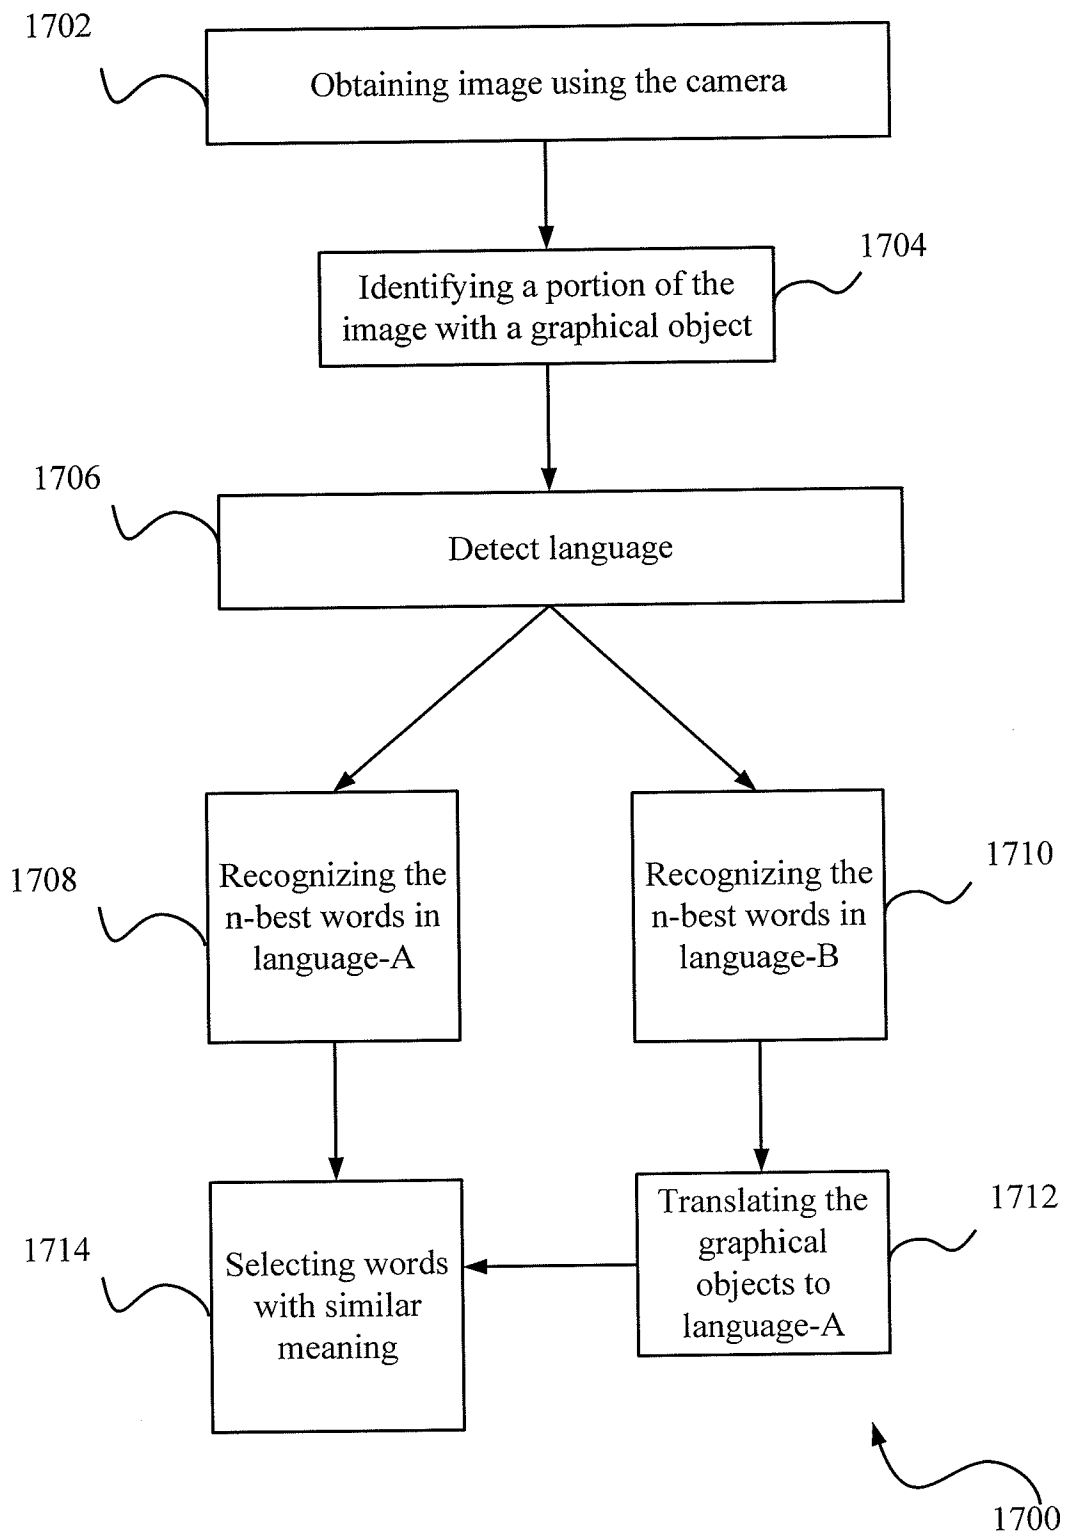 1702
Obtaining image using the camera
1704
Identifying a portion of the
image with a graphical object
1706
Detect language
1708
Recognizing the
n-best words in
language-A
Recognizing the
n-best words in
language-B
1710
1714
Selecting words
with similar
meaning
Translating the
graphical
objects to
language-A
1712
1700